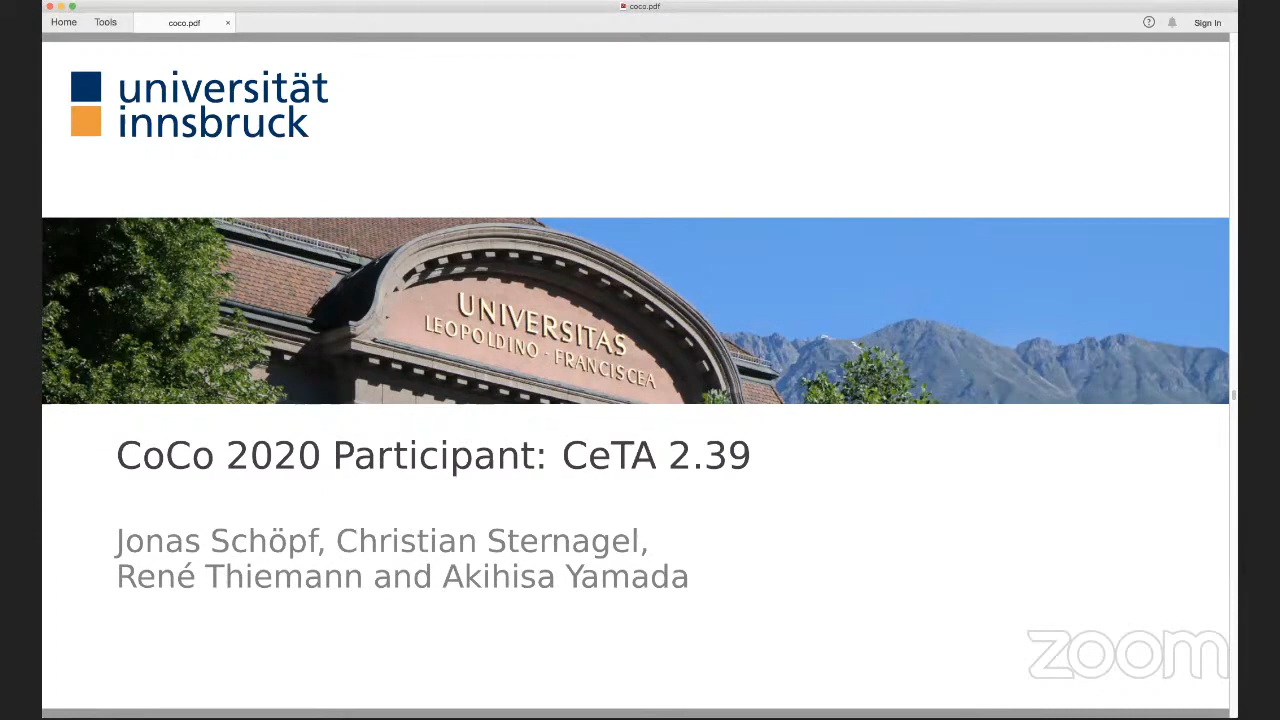 coco.pdf
Home
Tools
coco.pdf
×
?
Sign In
universität
innsbruck
UNIVERSITAS
LEOPOLDINO - FRANCISCEA
CoCo 2020 Participant: CeTA 2.39
Jonas Schöpf, Christian Sternagel,
René Thiemann and Akihisa Yamada
zoom